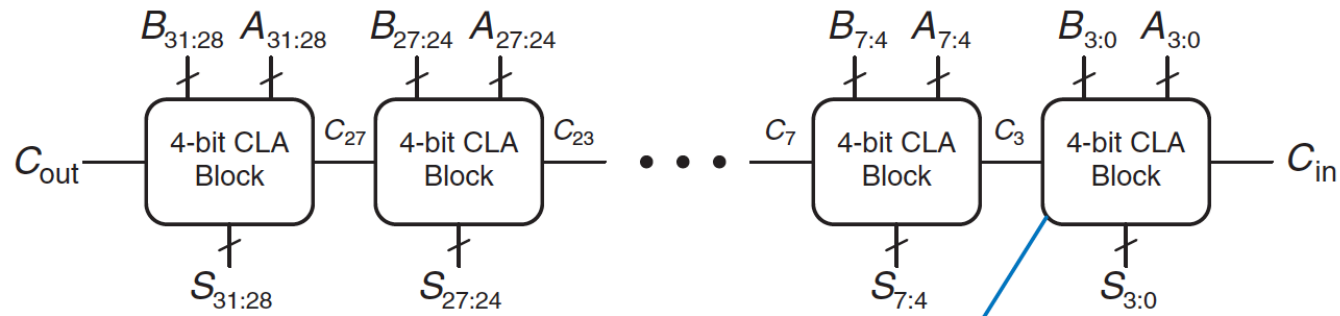 B31:28 A31:28 B27:24 A27:24 B7:4 A7:4 B3:0 A3:0
Cout 4-bit CLA Block C27 4-bit CLA Block C23 • • • C7 4-bit CLA Block C3 4-bit CLA Block Cin
S31:28 S27:24 S7:4 S3:0